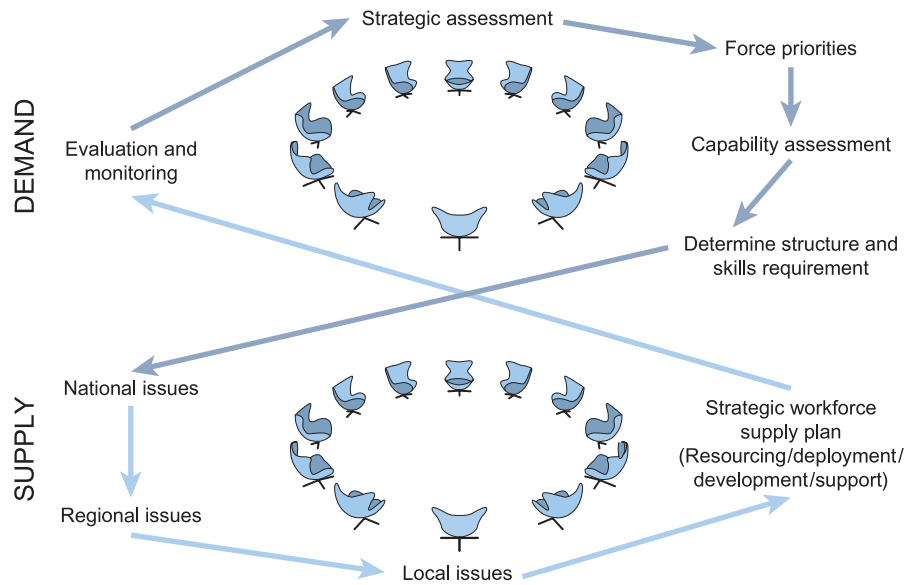 Strategic assessment
Force priorities
DEMAND
Evaluation and
monitoring
Capability assessment
Determine structure and
skills requirement
National issues
SUPPLY
Strategic workforce
supply plan
(Resourcing/deployment/
development/support)
Regional issues
Local issues